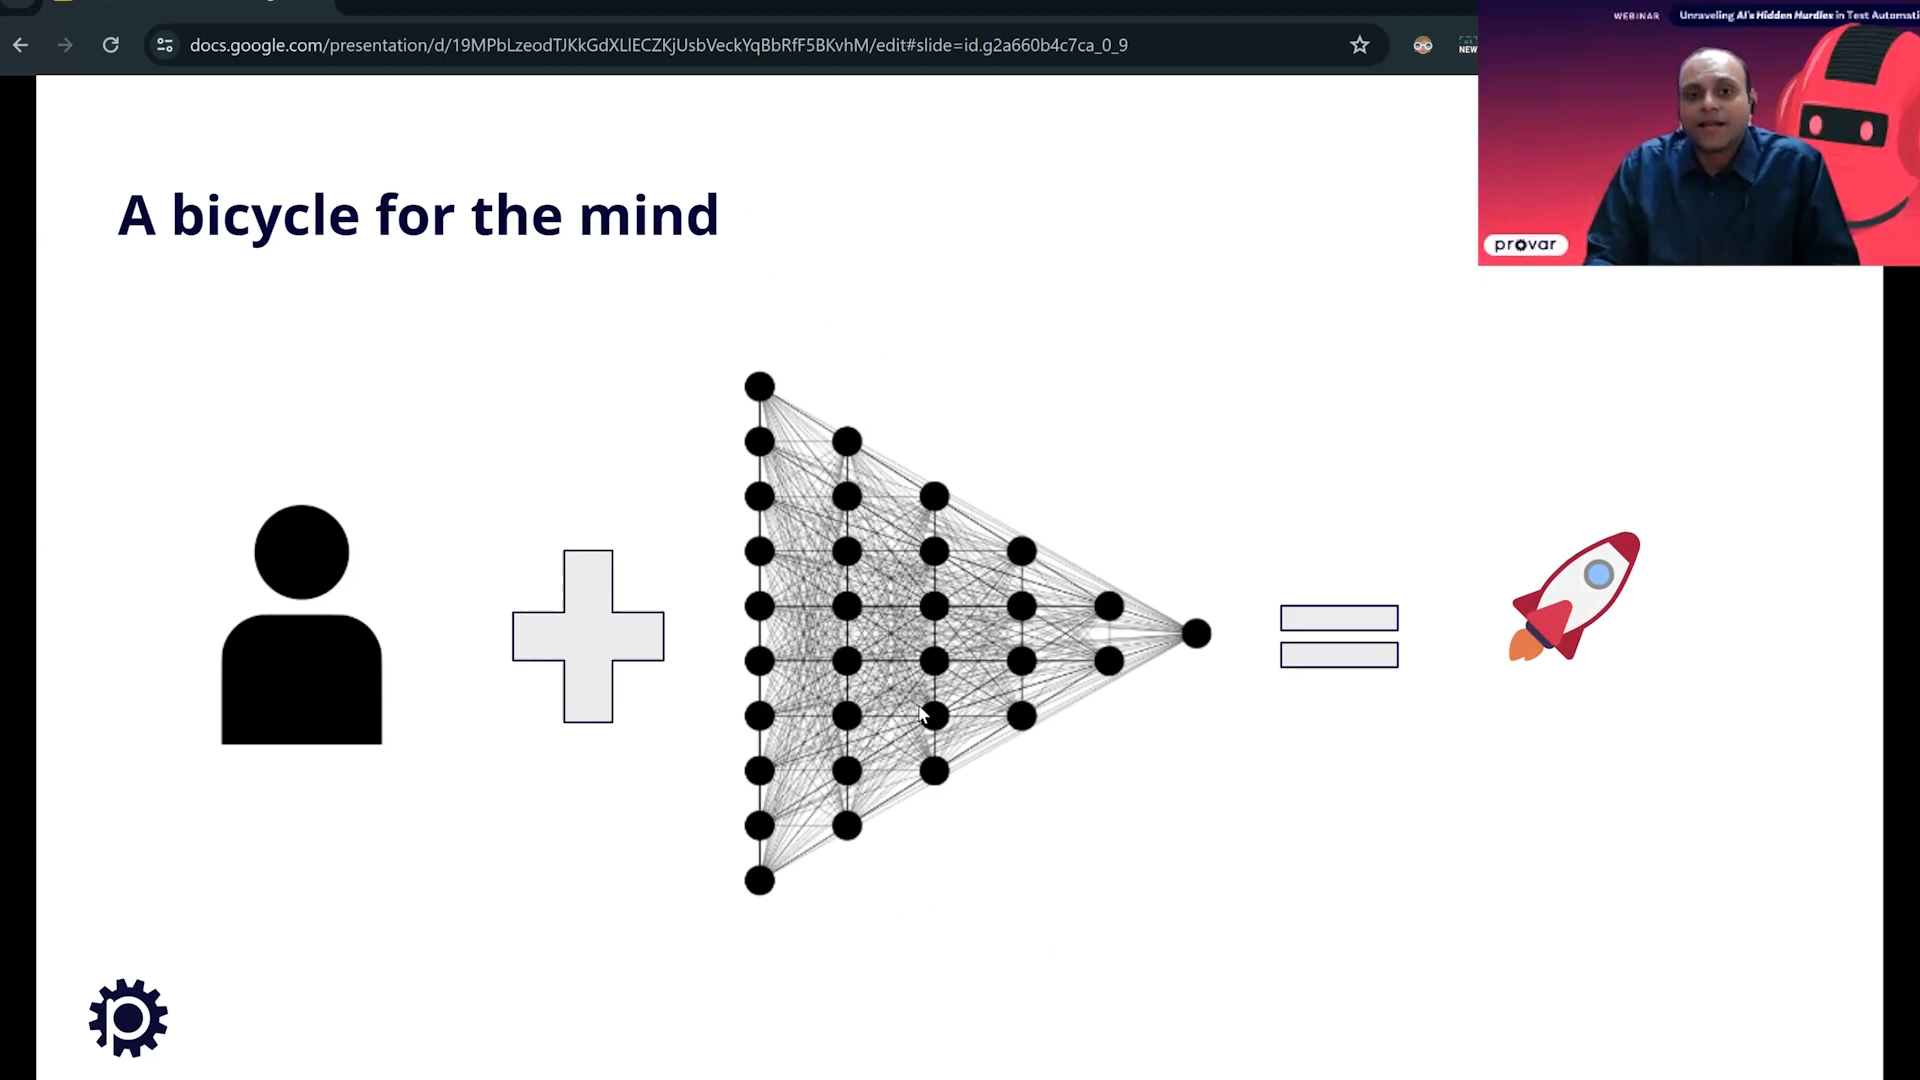 docs.google.com/presentation/d/19MPbLzeodTJKkGdXLlECZKjUsbVeckYqBbRfF5BKvhM/edit#slide=id.g2a660b4c7ca_0_9
NEW
WEBINAR Unraveling AI's Hidden Hurdles in Test Automati
provar
A bicycle for the mind